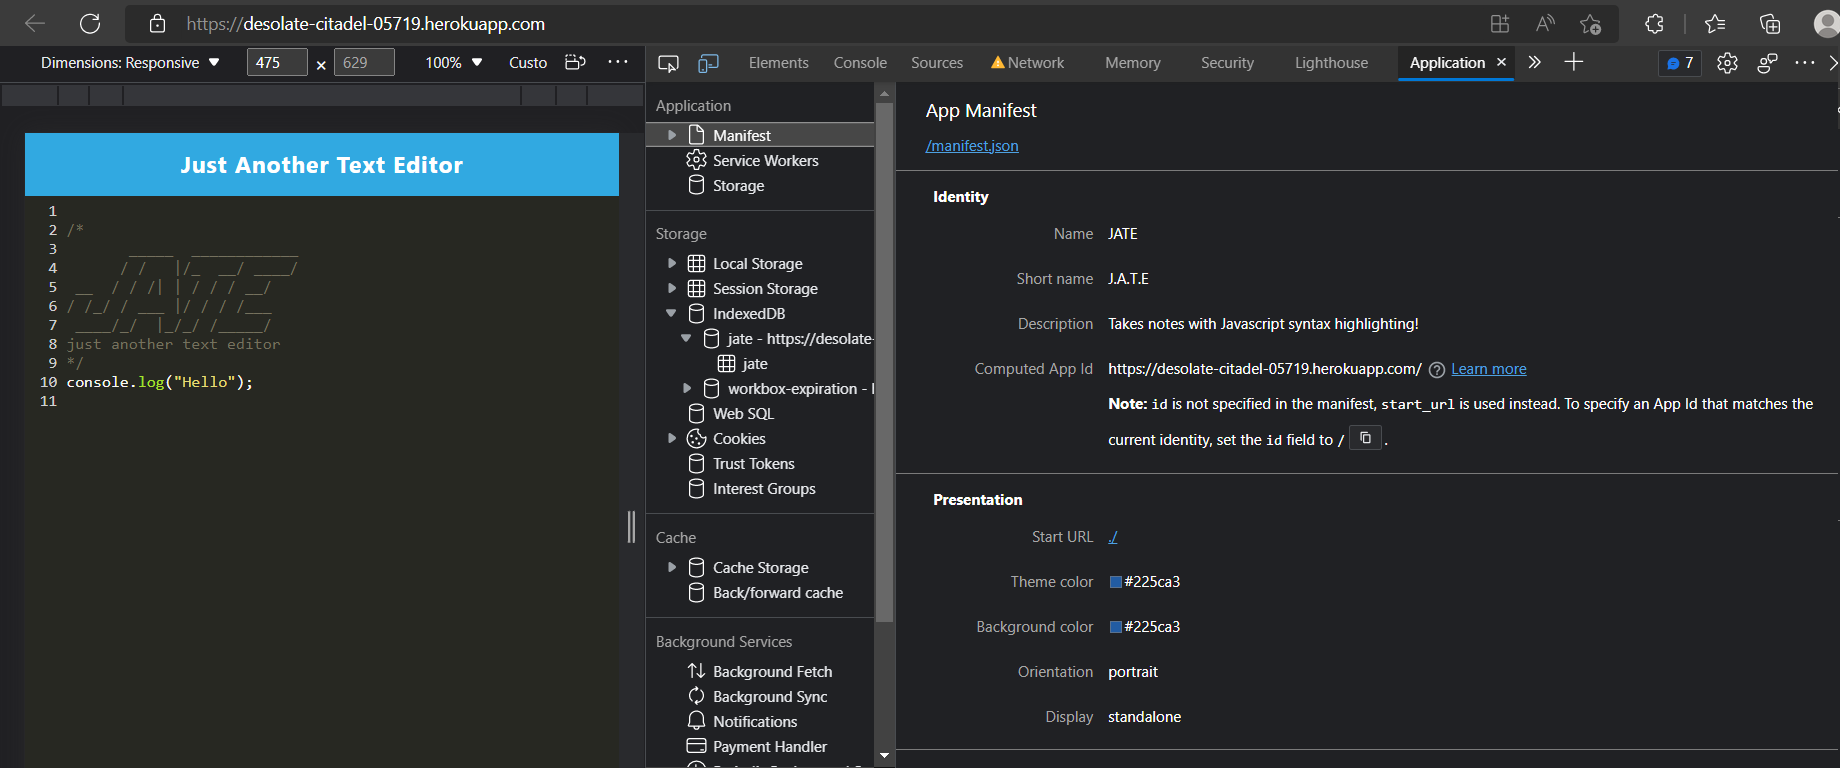 https://desolate-citadel-05719.herokuapp.com
Dimensions: Responsive 475 × 629 100% Custo
Elements Console Sources Network Memory Security Lighthouse Application × 7
Just Another Text Editor
1
2 /*
3 _____ ____________
4 / / |/_ __/ ____/
5 __ / / /| | / / / __/
6 / /_/ / ___ |/ / / /___
7 ____/_/ |_/_/ /_____/
8 just another text editor
9 */
10 console.log("Hello");
11
Application
Manifest
Service Workers
Storage
Storage
Local Storage
Session Storage
IndexedDB
jate - https://desolate-
jate
workbox-expiration -
Web SQL
Cookies
Trust Tokens
Interest Groups
Cache
Cache Storage
Back/forward cache
Background Services
Background Fetch
Background Sync
Notifications
Payment Handler
App Manifest
/manifest.json
Identity
Name JATE
Short name J.A.T.E
Description Takes notes with Javascript syntax highlighting!
Computed App Id https://desolate-citadel-05719.herokuapp.com/ Learn more
Note: id is not specified in the manifest, start_url is used instead. To specify an App Id that matches the
current identity, set the id field to / .
Presentation
Start URL ./
Theme color #225ca3
Background color #225ca3
Orientation portrait
Display standalone